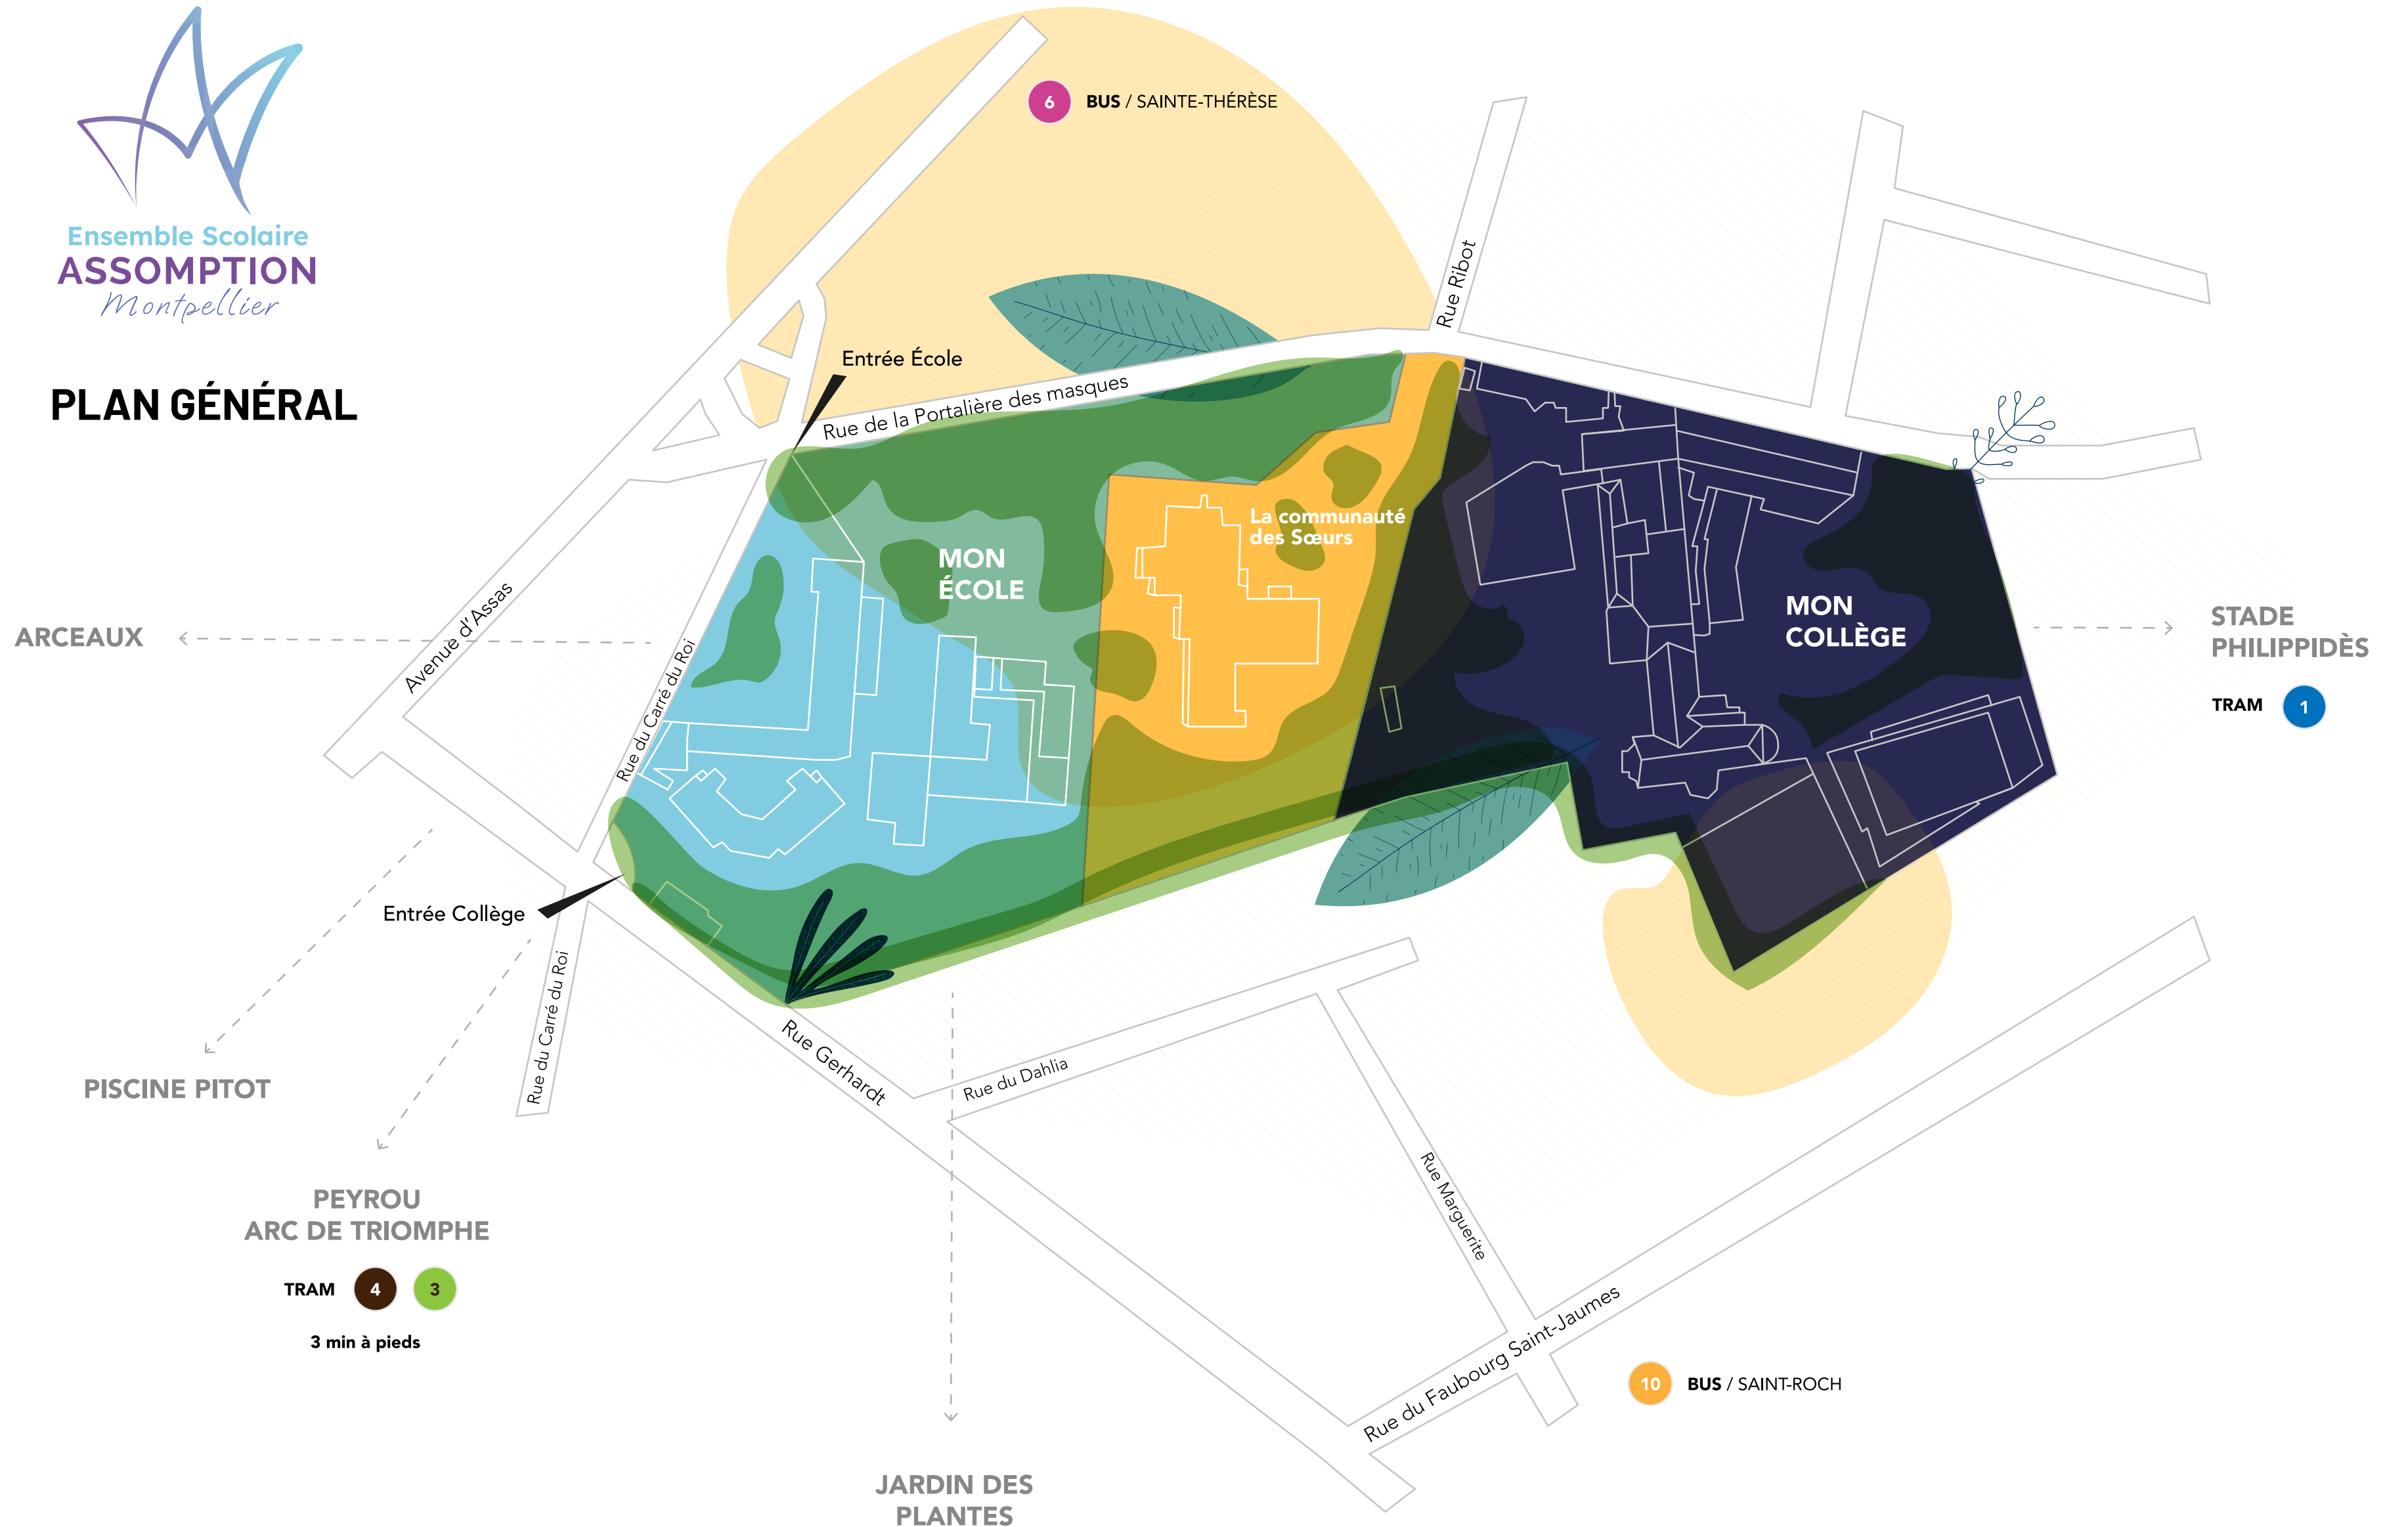 Ensemble Scolaire
ASSOMPTION
Montpellier
PLAN GÉNÉRAL
6
BUS / SAINTE-THÉRÈSE
Rue Ribot
Entrée École
Rue de la Portalière des masques
La communauté
des Sœurs
MON
ÉCOLE
MON
COLLÈGE
ARCEAUX
Avenue d'Assas
Rue du Carré du Roi
STADE
PHILIPPIDÈS
TRAM 1
Entrée Collège
Rue du Carré du Roi
Rue Gerhardt
Rue du Dahlia
PISCINE PITOT
PEYROU
ARC DE TRIOMPHE
TRAM 4 3
3 min à pieds
Rue Marguerite
Rue du Faubourg Saint-Jaumes
10
BUS / SAINT-ROCH
JARDIN DES
PLANTES